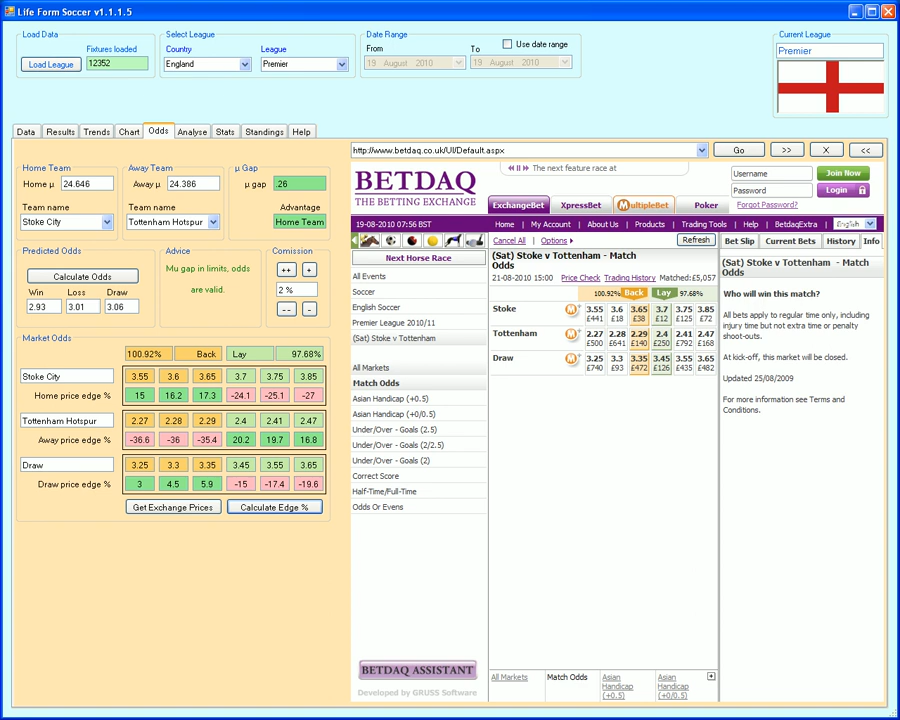 Life Form Soccer v1.1.1.5
Load Data
Fixtures loaded
Load League
12352
Select League
Country
League
England
Premier
Date Range
From
To
Use date range
19 August 2010
19 August 2010
Current League
Premier
Data
Results
Trends
Chart
Odds
Analyse
Stats
Standings
Help
Home Team
Home µ
24.646
Team name
Stoke City
Away Team
Away µ
24.386
Team name
Tottenham Hotspur
µ Gap
µ gap
.26
Advantage
Home Team
Predicted Odds
Calculate Odds
Win
Loss
Draw
2.93
3.01
3.06
Advice
Mu gap in limits, odds
are valid.
Comission
++
+
2 %
--
-
Market Odds
100.92%
Back
Lay
97.68%
Stoke City
3.55
3.6
3.65
3.7
3.75
3.85
Home price edge %
15
16.2
17.3
-24.1
-25.1
-27
Tottenham Hotspur
2.27
2.28
2.29
2.4
2.41
2.47
Away price edge %
-36.6
-36
-35.4
20.2
19.7
16.8
Draw
3.25
3.3
3.35
3.45
3.55
3.65
Draw price edge %
3
4.5
5.9
-15
-17.4
-19.6
Get Exchange Prices
Calculate Edge %
http://www.betdaq.co.uk/UI/Default.aspx
Go
>>
X
<<
BETDAQ
THE BETTING EXCHANGE
The next feature race at
Username
Join Now
Password
Login
Forgot Password?
ExchangeBet
XpressBet
MultipleBet
Poker
19-08-2010 07:56 BST
Home | My Account | About Us | Products | Trading Tools | Help | BetdaqExtra |
English
Next Horse Race
All Events
Soccer
English Soccer
Premier League 2010/11
(Sat) Stoke v Tottenham
All Markets
Match Odds
Asian Handicap (+0.5)
Asian Handicap (+0/0.5)
Under/Over - Goals (2.5)
Under/Over - Goals (2/2.5)
Under/Over - Goals (2)
Correct Score
Half-Time/Full-Time
Odds Or Evens
BETDAQ ASSISTANT
Developed by GRUSS Software
Cancel All
Options
Refresh
(Sat) Stoke v Tottenham - Match
Odds
21-08-2010 15:00
Price Check
Trading History
Matched:£5,057
100.92%
Back
Lay
97.68%
Stoke
M+
3.55 3.6 3.65 3.7 3.75 3.85
£441 £18 £38 £12 £125 £72
Tottenham
M+
2.27 2.28 2.29 2.4 2.41 2.47
£500 £641 £140 £250 £792 £168
Draw
M+
3.25 3.3 3.35 3.45 3.55 3.65
£740 £93 £472 £126 £435 £482
All Markets
Match Odds
Asian
Handicap
(+0.5)
Asian
Handicap
(+0/0.5)
Bet Slip
Current Bets
History
Info
(Sat) Stoke v Tottenham - Match
Odds
Who will win this match?
All bets apply to regular time only, including
injury time but not extra time or penalty
shoot-outs.
At kick-off, this market will be closed.
Updated 25/08/2009
For more information see Terms and
Conditions.